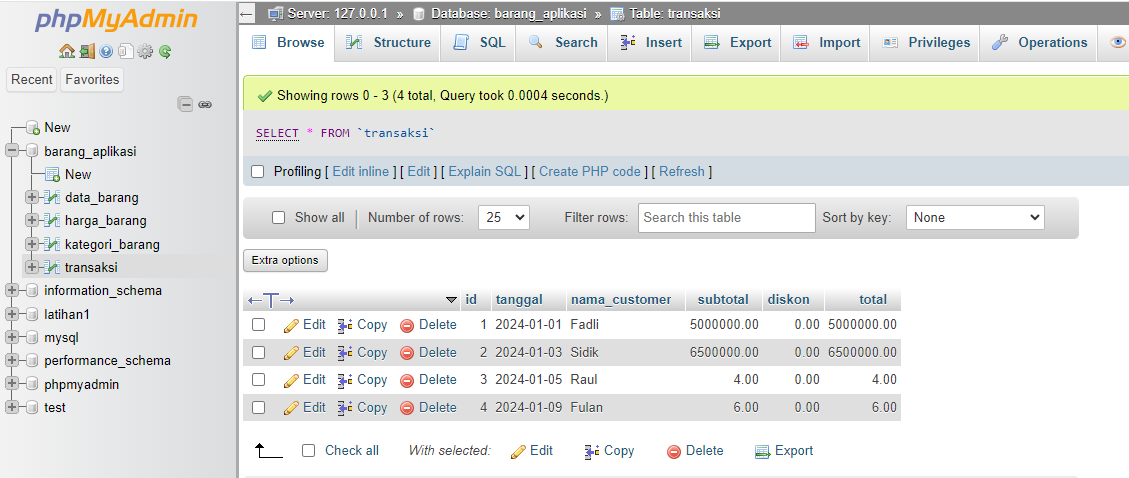 phpMyAdmin
Recent Favorites
New
barang_aplikasi
New
data_barang
harga_barang
kategori_barang
transaksi
information_schema
latihan1
mysql
performance_schema
phpmyadmin
test
Server: 127.0.0.1 » Database: barang_aplikasi » Table: transaksi
Browse Structure SQL Search Insert Export Import Privileges Operations
Showing rows 0 - 3 (4 total, Query took 0.0004 seconds.)
SELECT * FROM `transaksi`
Profiling [ Edit inline ] [ Edit ] [ Explain SQL ] [ Create PHP code ] [ Refresh ]
Show all Number of rows: 25 Filter rows: Search this table Sort by key: None
Extra options
id tanggal nama_customer subtotal diskon total
Edit Copy Delete 1 2024-01-01 Fadli 5000000.00 0.00 5000000.00
Edit Copy Delete 2 2024-01-03 Sidik 6500000.00 0.00 6500000.00
Edit Copy Delete 3 2024-01-05 Raul 4.00 0.00 4.00
Edit Copy Delete 4 2024-01-09 Fulan 6.00 0.00 6.00
Check all With selected: Edit Copy Delete Export